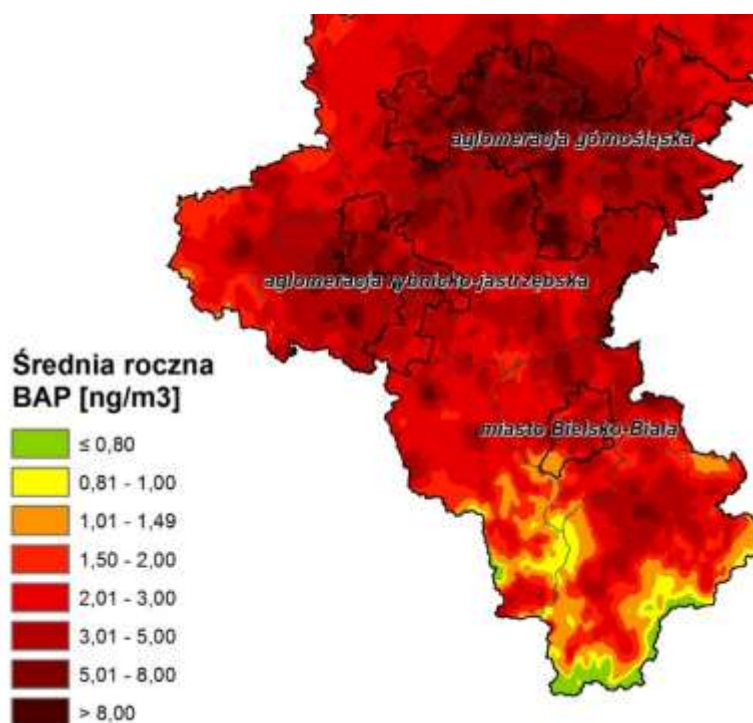 aglomeracja górnośląska
aglomeracja rybnicko-jastrzębska
miasto Bielsko-Biała
Średnia roczna
BAP [ng/m3]
≤ 0,80
0,81 - 1,00
1,01 - 1,49
1,50 - 2,00
2,01 - 3,00
3,01 - 5,00
5,01 - 8,00
> 8,00